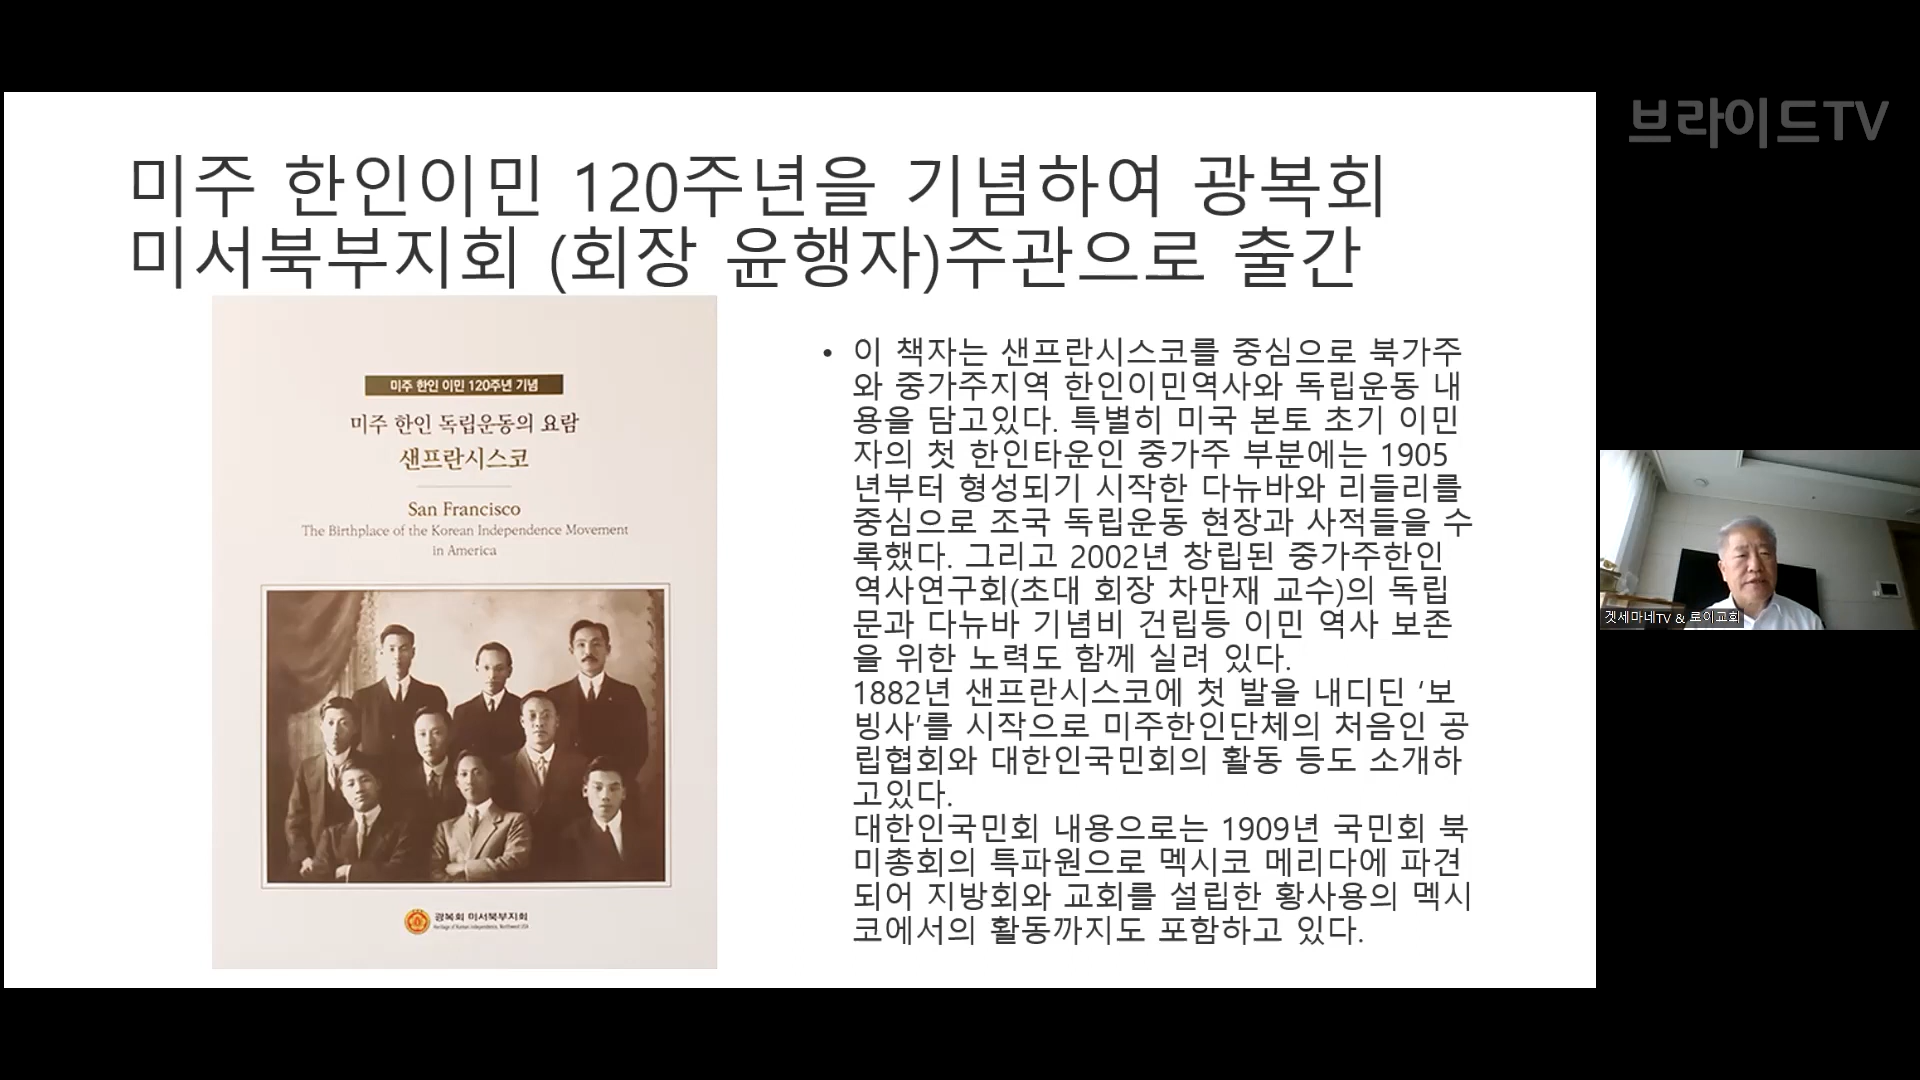 브라이드TV
미주 한인이민 120주년을 기념하여 광복회
미서북부지회 (회장 윤행자)주관으로 출간
미주 한인 이민 120주년 기념
미주 한인 독립운동의 요람
샌프란시스코
San Francisco
The Birthplace of the Korean Independence Movement
in America
광복회 미서북부지회
Heritage of Korean Independence, Northwest USA
• 이 책자는 샌프란시스코를 중심으로 북가주
와 중가주지역 한인이민역사와 독립운동 내
용을 담고있다. 특별히 미국 본토 초기 이민
자의 첫 한인타운인 중가주 부분에는 1905
년부터 형성되기 시작한 다뉴바와 리들리를
중심으로 조국 독립운동 현장과 사적들을 수
록했다. 그리고 2002년 창립된 중가주한인
역사연구회(초대 회장 차만재 교수)의 독립
문과 다뉴바 기념비 건립등 이민 역사 보존
을 위한 노력도 함께 실려 있다.
1882년 샌프란시스코에 첫 발을 내디딘 ‘보
빙사’를 시작으로 미주한인단체의 처음인 공
립협회와 대한인국민회의 활동 등도 소개하
고있다.
대한인국민회 내용으로는 1909년 국민회 북
미총회의 특파원으로 멕시코 메리다에 파견
되어 지방회와 교회를 설립한 황사용의 멕시
코에서의 활동까지도 포함하고 있다.
겟세마네TV & 로이교회